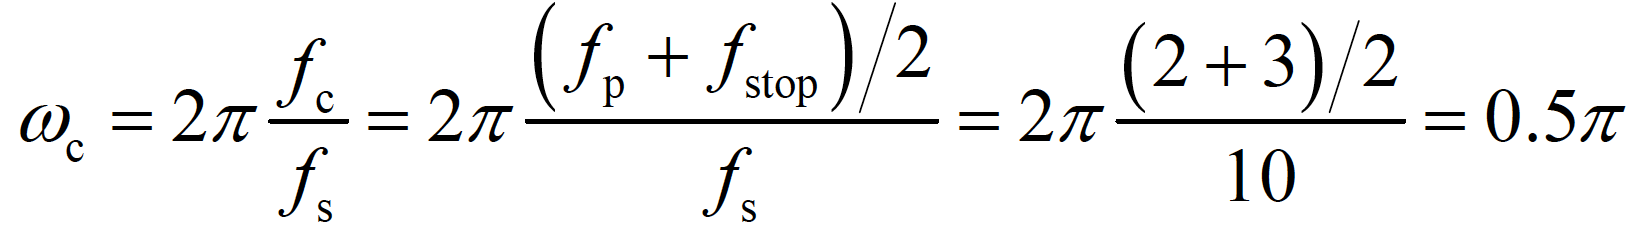 ω_c = 2π f_c/f_s = 2π ((f_p + f_stop)/2)/f_s = 2π ((2+3)/2)/10 = 0.5π